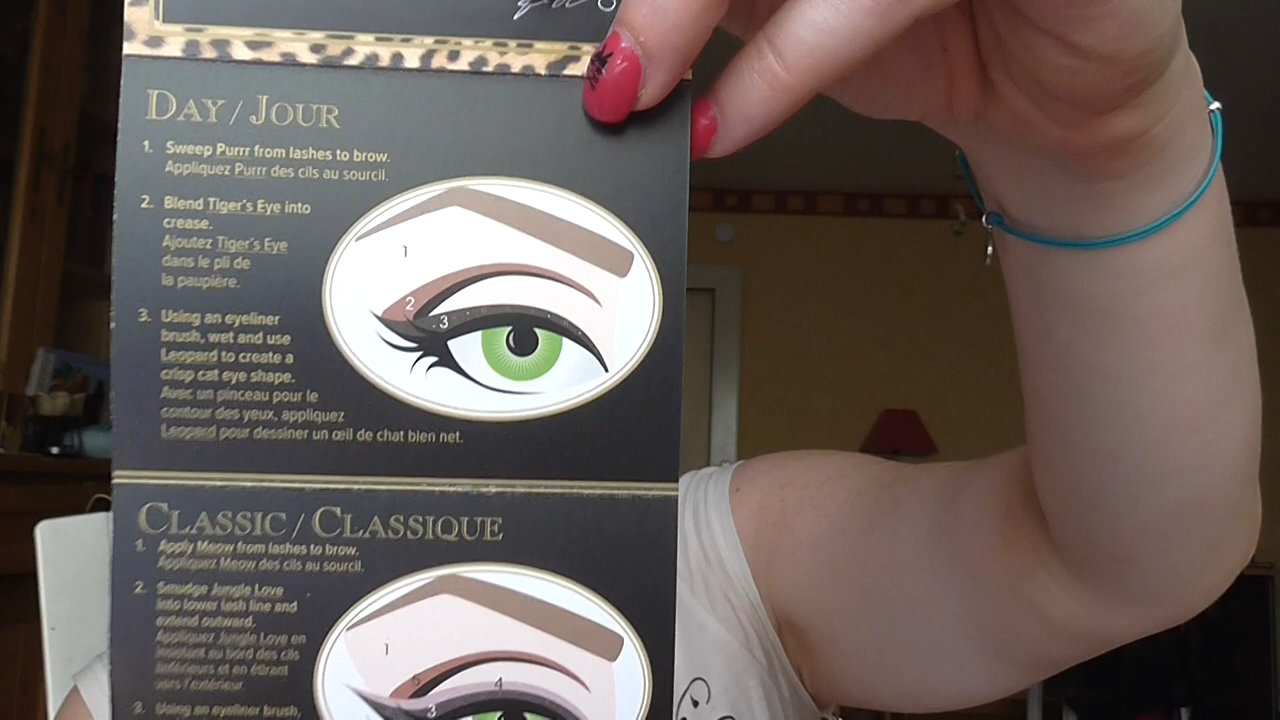 DAY / JOUR
1. Sweep Purrr from lashes to brow.
Appliquez Purrr des cils au sourcil.
2. Blend Tiger's Eye into
crease.
Ajoutez Tiger's Eye
dans le pli de
la paupière.
3. Using an eyeliner
brush, wet and use
Leopard to create a
crisp cat eye shape.
Avec un pinceau pour le
contour des yeux, appliquez
Leopard pour dessiner un œil de chat bien net.
1
2
3
CLASSIC / CLASSIQUE
1. Apply Meow from lashes to brow.
Appliquez Meow des cils au sourcil.
2. Smudge Jungle Love
into lower lash line and
extend outward.
Appliquez Jungle Love en
insistant au bord des cils
inférieurs et en étirant
vers l'extérieur.
3. Using an eyeliner brush,
1
5
4
3